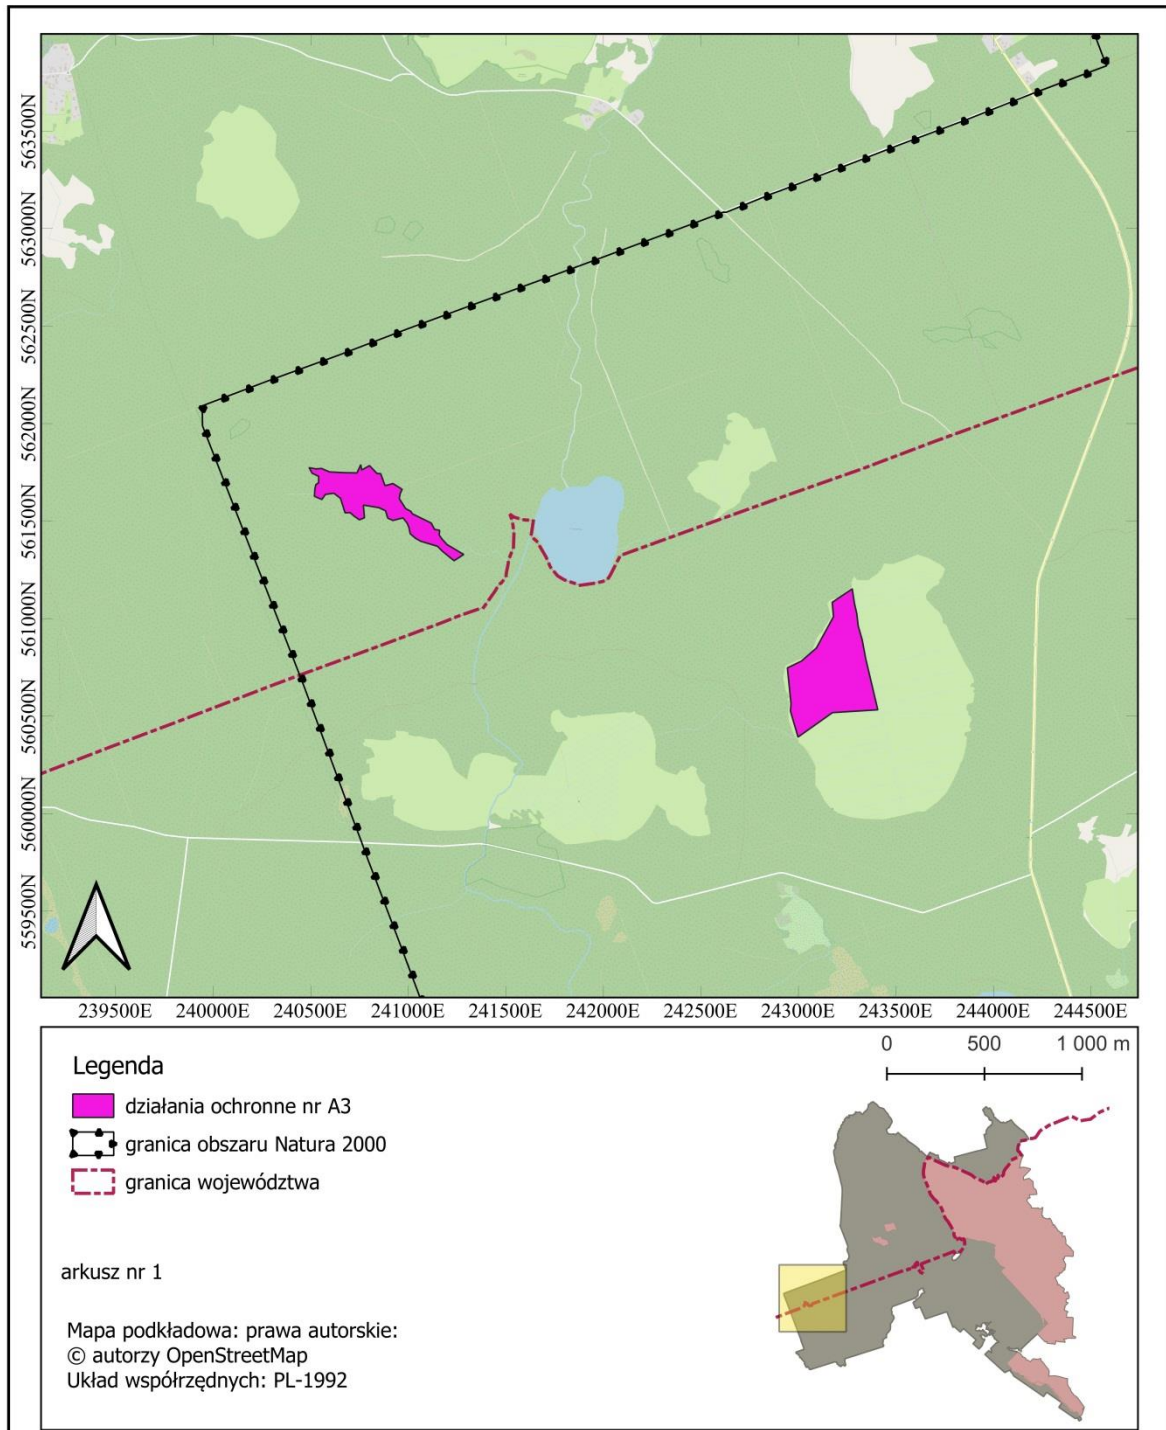 563500N
563000N
562500N
562000N
561500N
561000N
560500N
560000N
559500N
239500E 240000E 240500E 241000E 241500E 242000E 242500E 243000E 243500E 244000E 244500E
Legenda
działania ochronne nr A3
granica obszaru Natura 2000
granica województwa
0 500 1 000 m
arkusz nr 1
Mapa podkładowa: prawa autorskie:
© autorzy OpenStreetMap
Układ współrzędnych: PL-1992